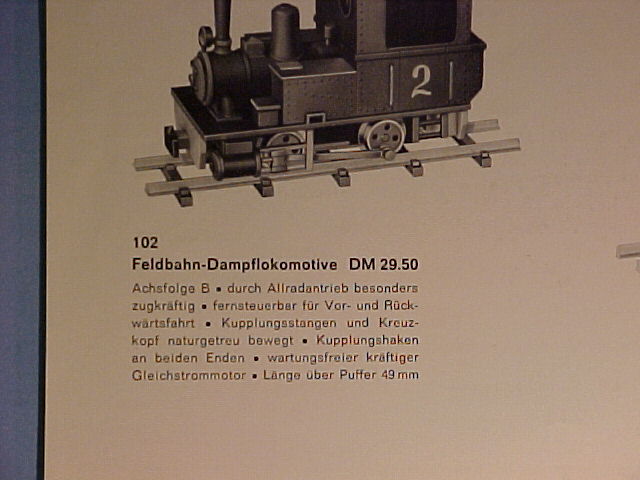 2
102
Feldbahn-Dampflokomotive DM 29.50
Achsfolge B ▪ durch Allradantrieb besonders
zugkräftig ▪ fernsteuerbar für Vor- und Rück-
wärtsfahrt ▪ Kupplungsstangen und Kreuz-
kopf naturgetreu bewegt ▪ Kupplungshaken
an beiden Enden ▪ wartungsfreier kräftiger
Gleichstrommotor ▪ Länge über Puffer 49 mm